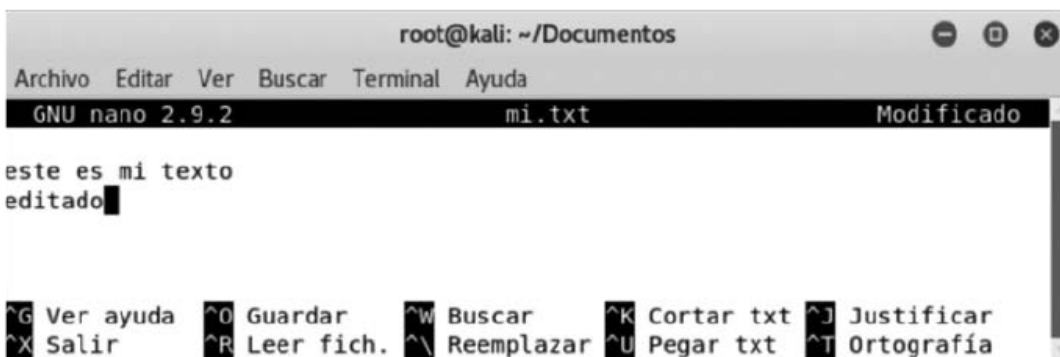 root@kali: ~/Documentos
Archivo Editar Ver Buscar Terminal Ayuda
GNU nano 2.9.2 mi.txt Modificado
este es mi texto
editado
^G Ver ayuda ^O Guardar ^W Buscar ^K Cortar txt ^J Justificar
^X Salir ^R Leer fich. ^\ Reemplazar ^U Pegar txt ^T Ortografía